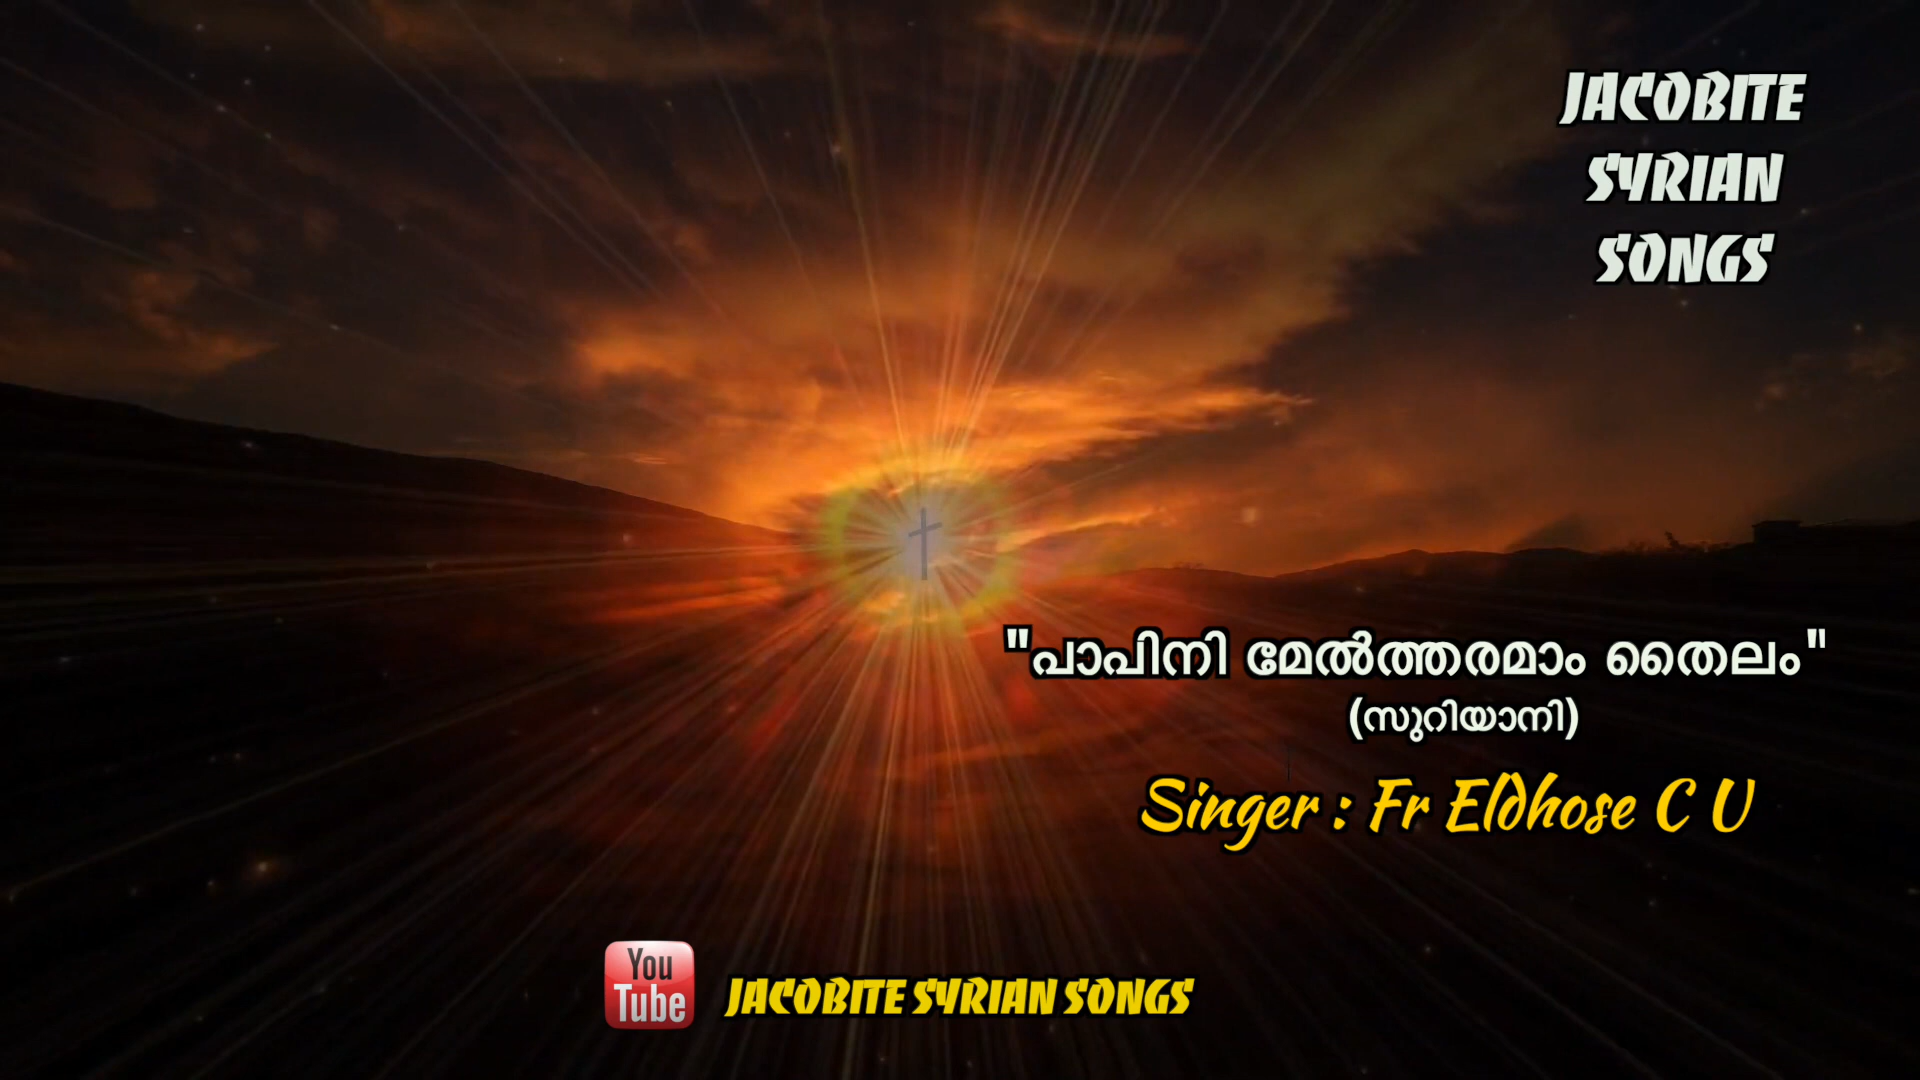 JACOBITE
SYRIAN
SONGS
"പാപിനി മേൽത്തരമാം തൈലം"
(സുറിയാനി)
Singer : Fr Eldhose C U
You
Tube
JACOBITE SYRIAN SONGS